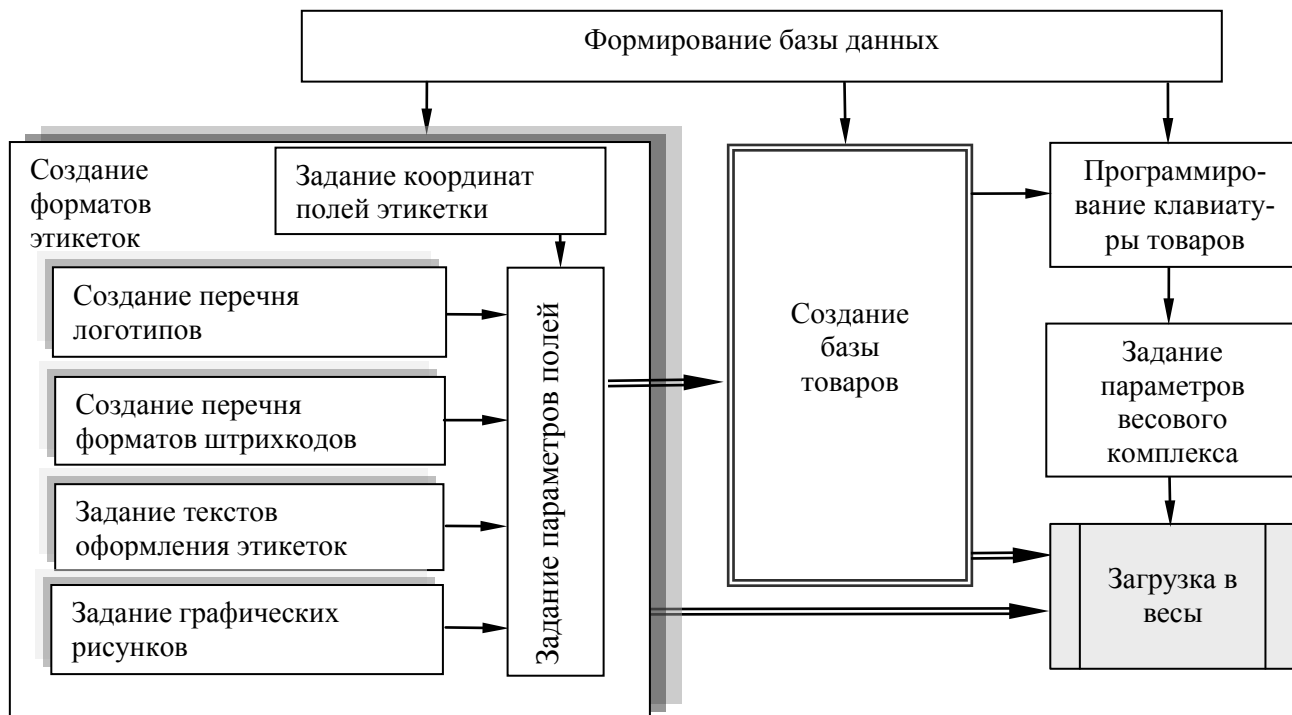 Формирование базы данных
Создание
форматов
этикеток
Задание координат
полей этикетки
Создание перечня
логотипов
Создание перечня
форматов штрихкодов
Задание текстов
оформления этикеток
Задание графических
рисунков
Задание параметров полей
Создание
базы
товаров
Программиро-
вание клавиату-
ры товаров
Задание
параметров
весового
комплекса
Загрузка в
весы